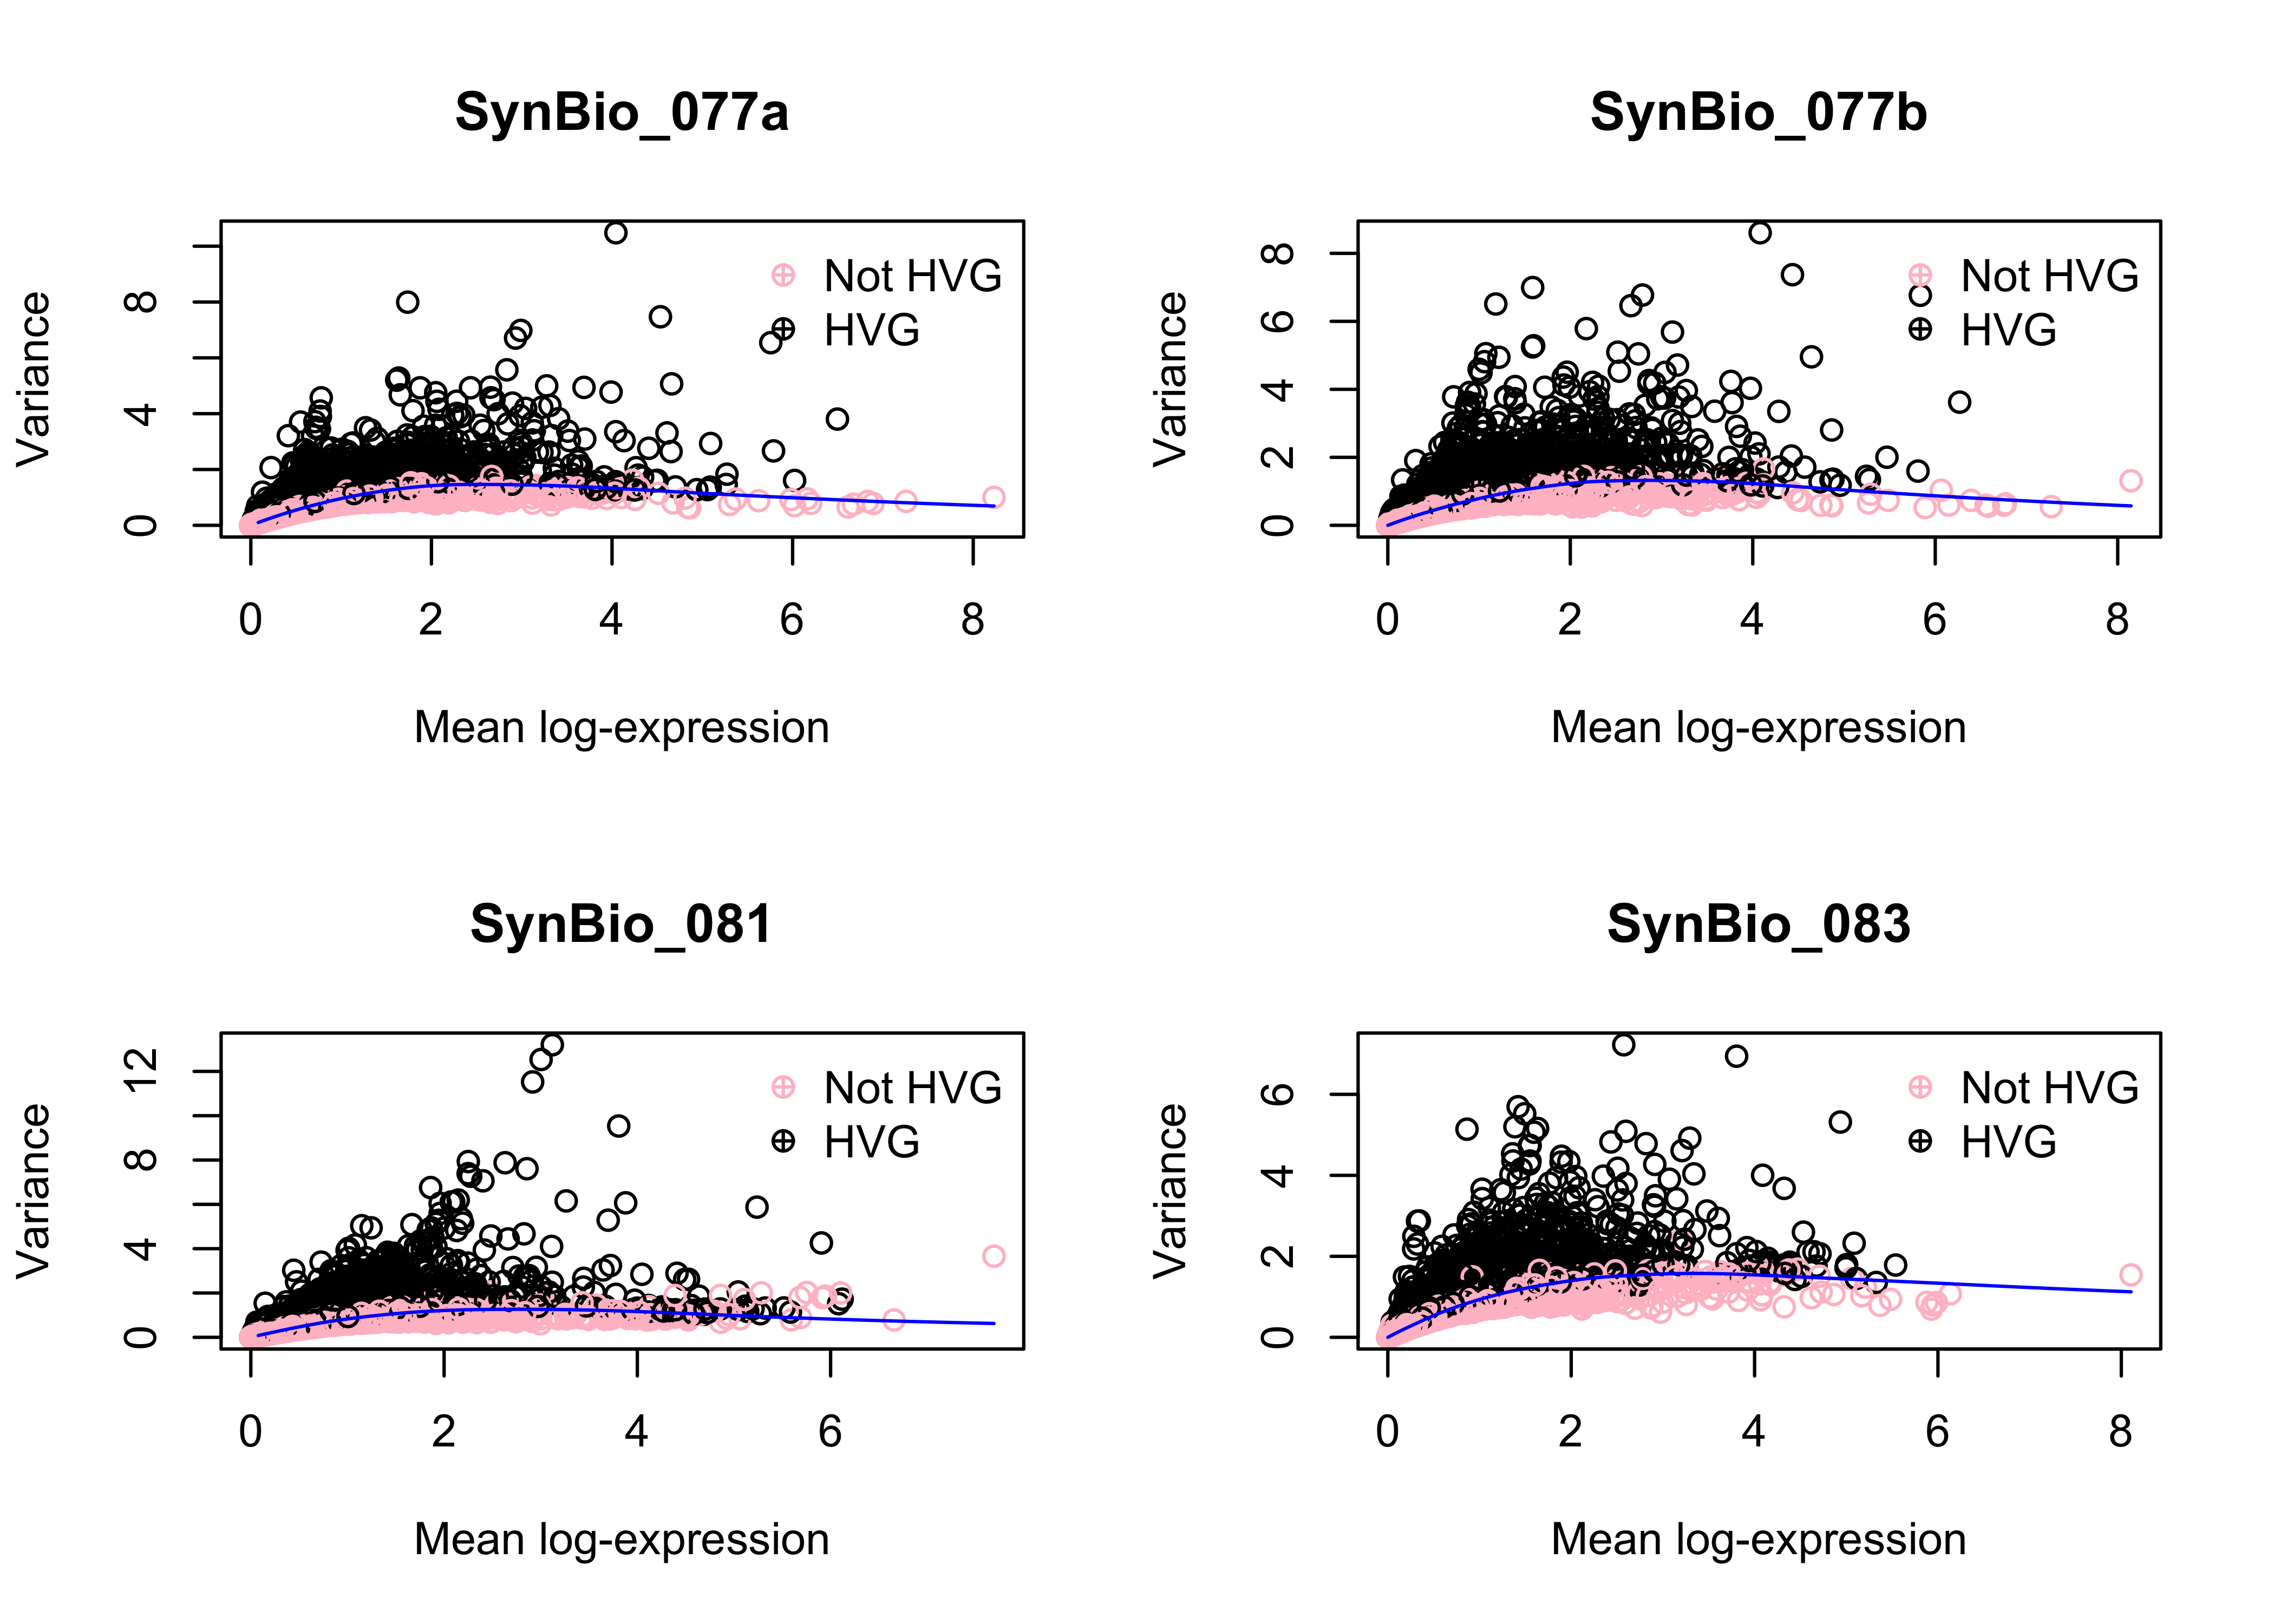 SynBio_077a
Variance
0
4
8
Not HVG
HVG
0 2 4 6 8
Mean log-expression
SynBio_077b
Variance
0 2 4 6 8
Not HVG
HVG
0 2 4 6 8
Mean log-expression
SynBio_081
Variance
0 4 8 12
Not HVG
HVG
0 2 4 6
Mean log-expression
SynBio_083
Variance
0 2 4 6
Not HVG
HVG
0 2 4 6 8
Mean log-expression